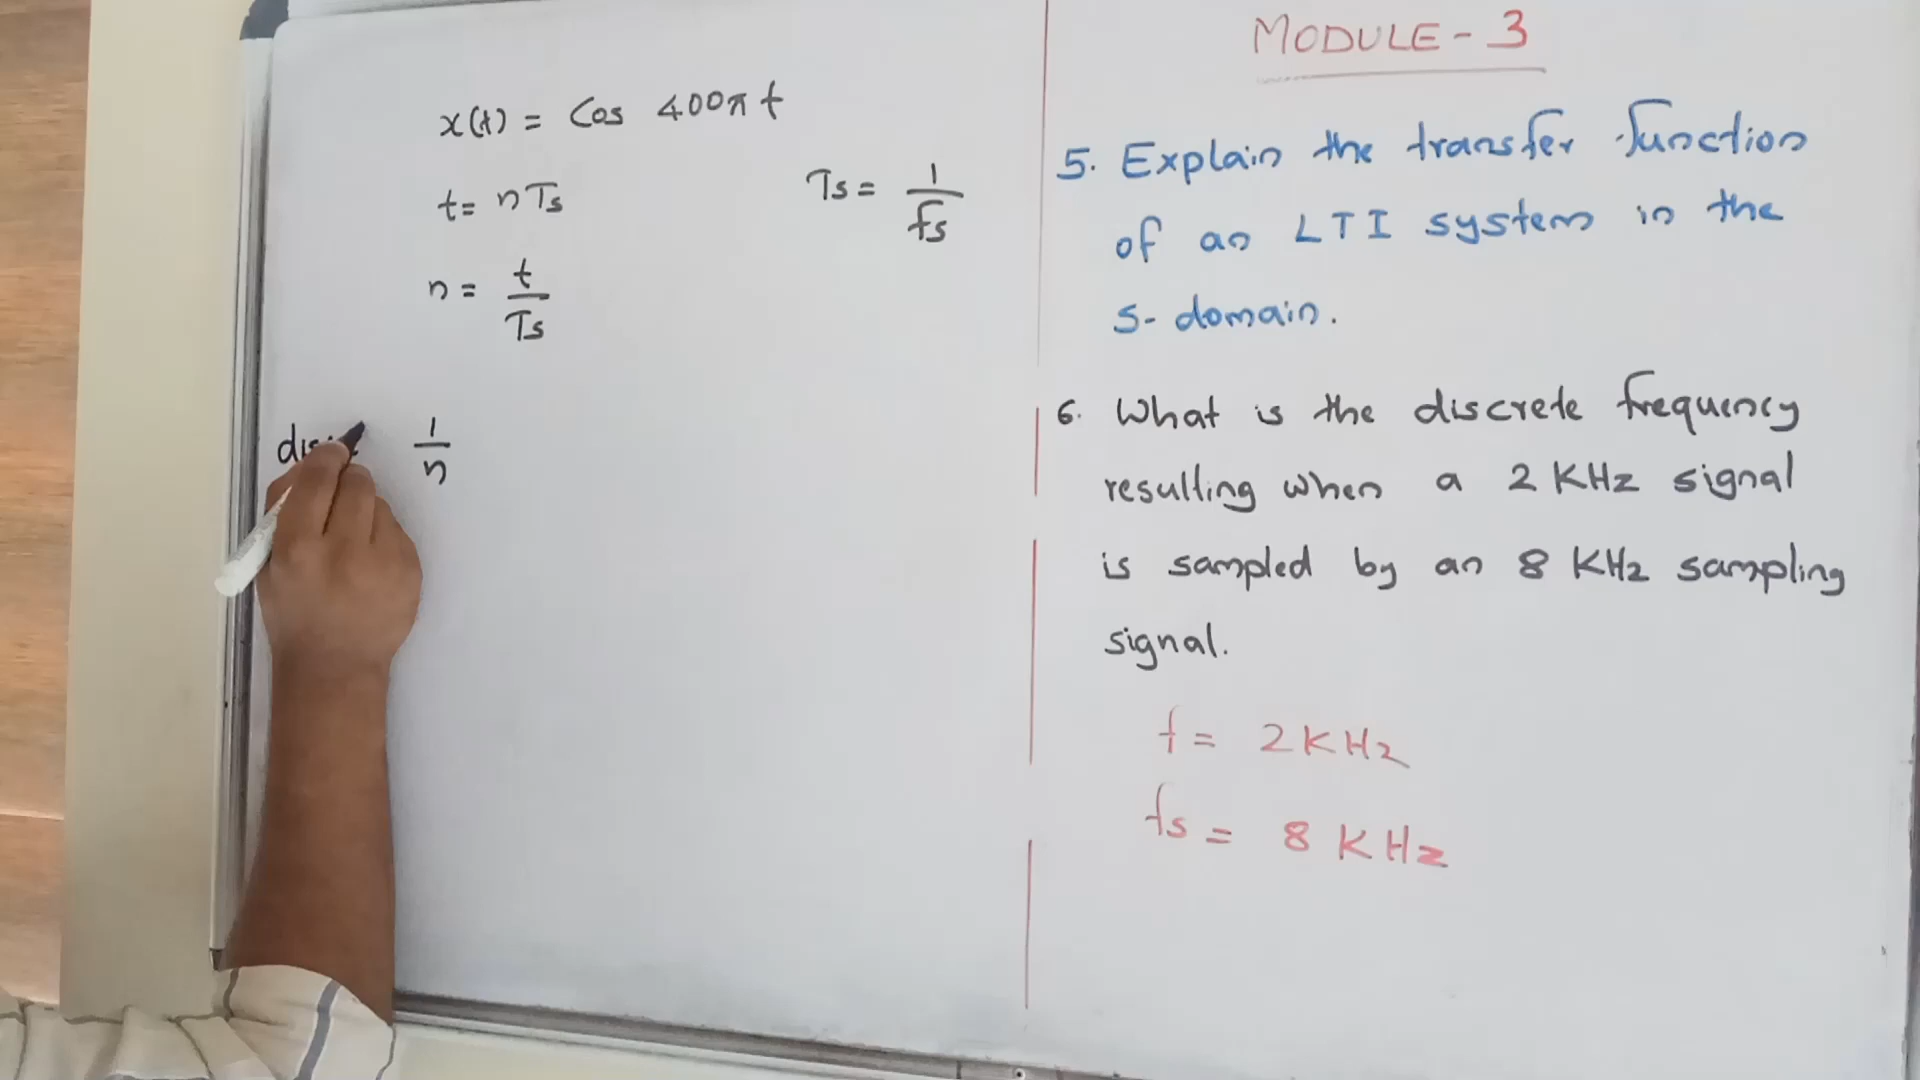 x(t) = Cos 400π t
t = nTs
Ts = 1/fs
n = t/Ts
1/n
MODULE - 3
5. Explain the transfer function
of an LTI system in the
s- domain.
6. What is the discrete frequency
resulting when a 2 KHz signal
is sampled by an 8 KHz sampling
signal.
f = 2 KHz
fs = 8 KHz